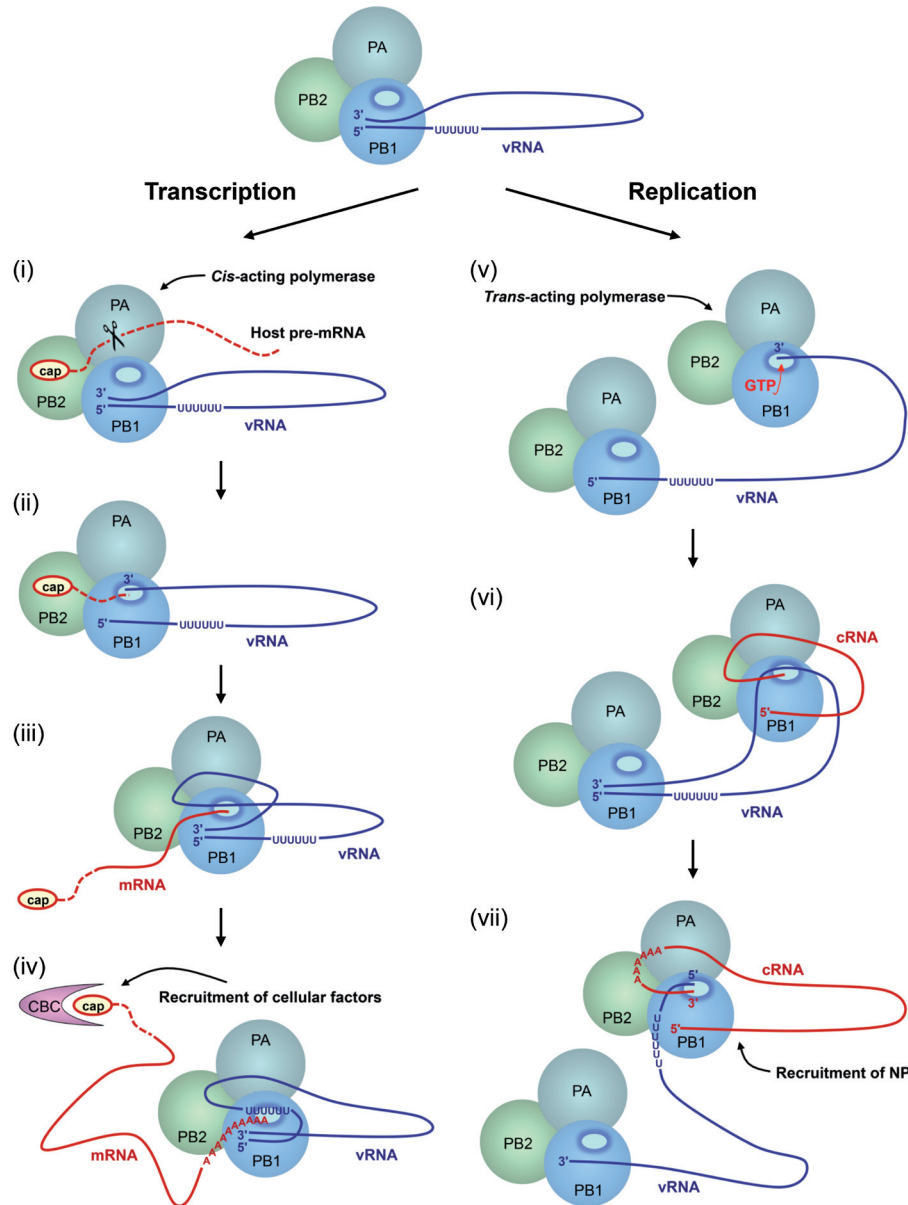 PA
PB2
3'
5'
UUUUUU
PB1
vRNA
Transcription
Replication
(i)
Cis-acting polymerase
PA
Host pre-mRNA
cap
PB2
3'
5'
UUUUUU
PB1
vRNA
(ii)
PA
cap
3'
PB2
5'
UUUUUU
PB1
vRNA
(iii)
PA
PB2
3'
5'
UUUUUU
PB1
vRNA
mRNA
cap
(iv)
Recruitment of cellular factors
CBC
cap
PA
UUUUUU
AAAAAAAAAA
PB2
3'
5'
PB1
mRNA
vRNA
(v)
Trans-acting polymerase
PA
3'
PB2
GTP
PB1
PA
PB2
5'
UUUUUU
PB1
vRNA
(vi)
PA
cRNA
PB2
5'
PB1
PA
PB2
3'
5'
UUUUUU
PB1
vRNA
(vii)
PA
AAAAAAA
5'
cRNA
3'
PB2
5'
PB1
UUUUUU
Recruitment of NP
PA
PB2
3'
PB1
vRNA